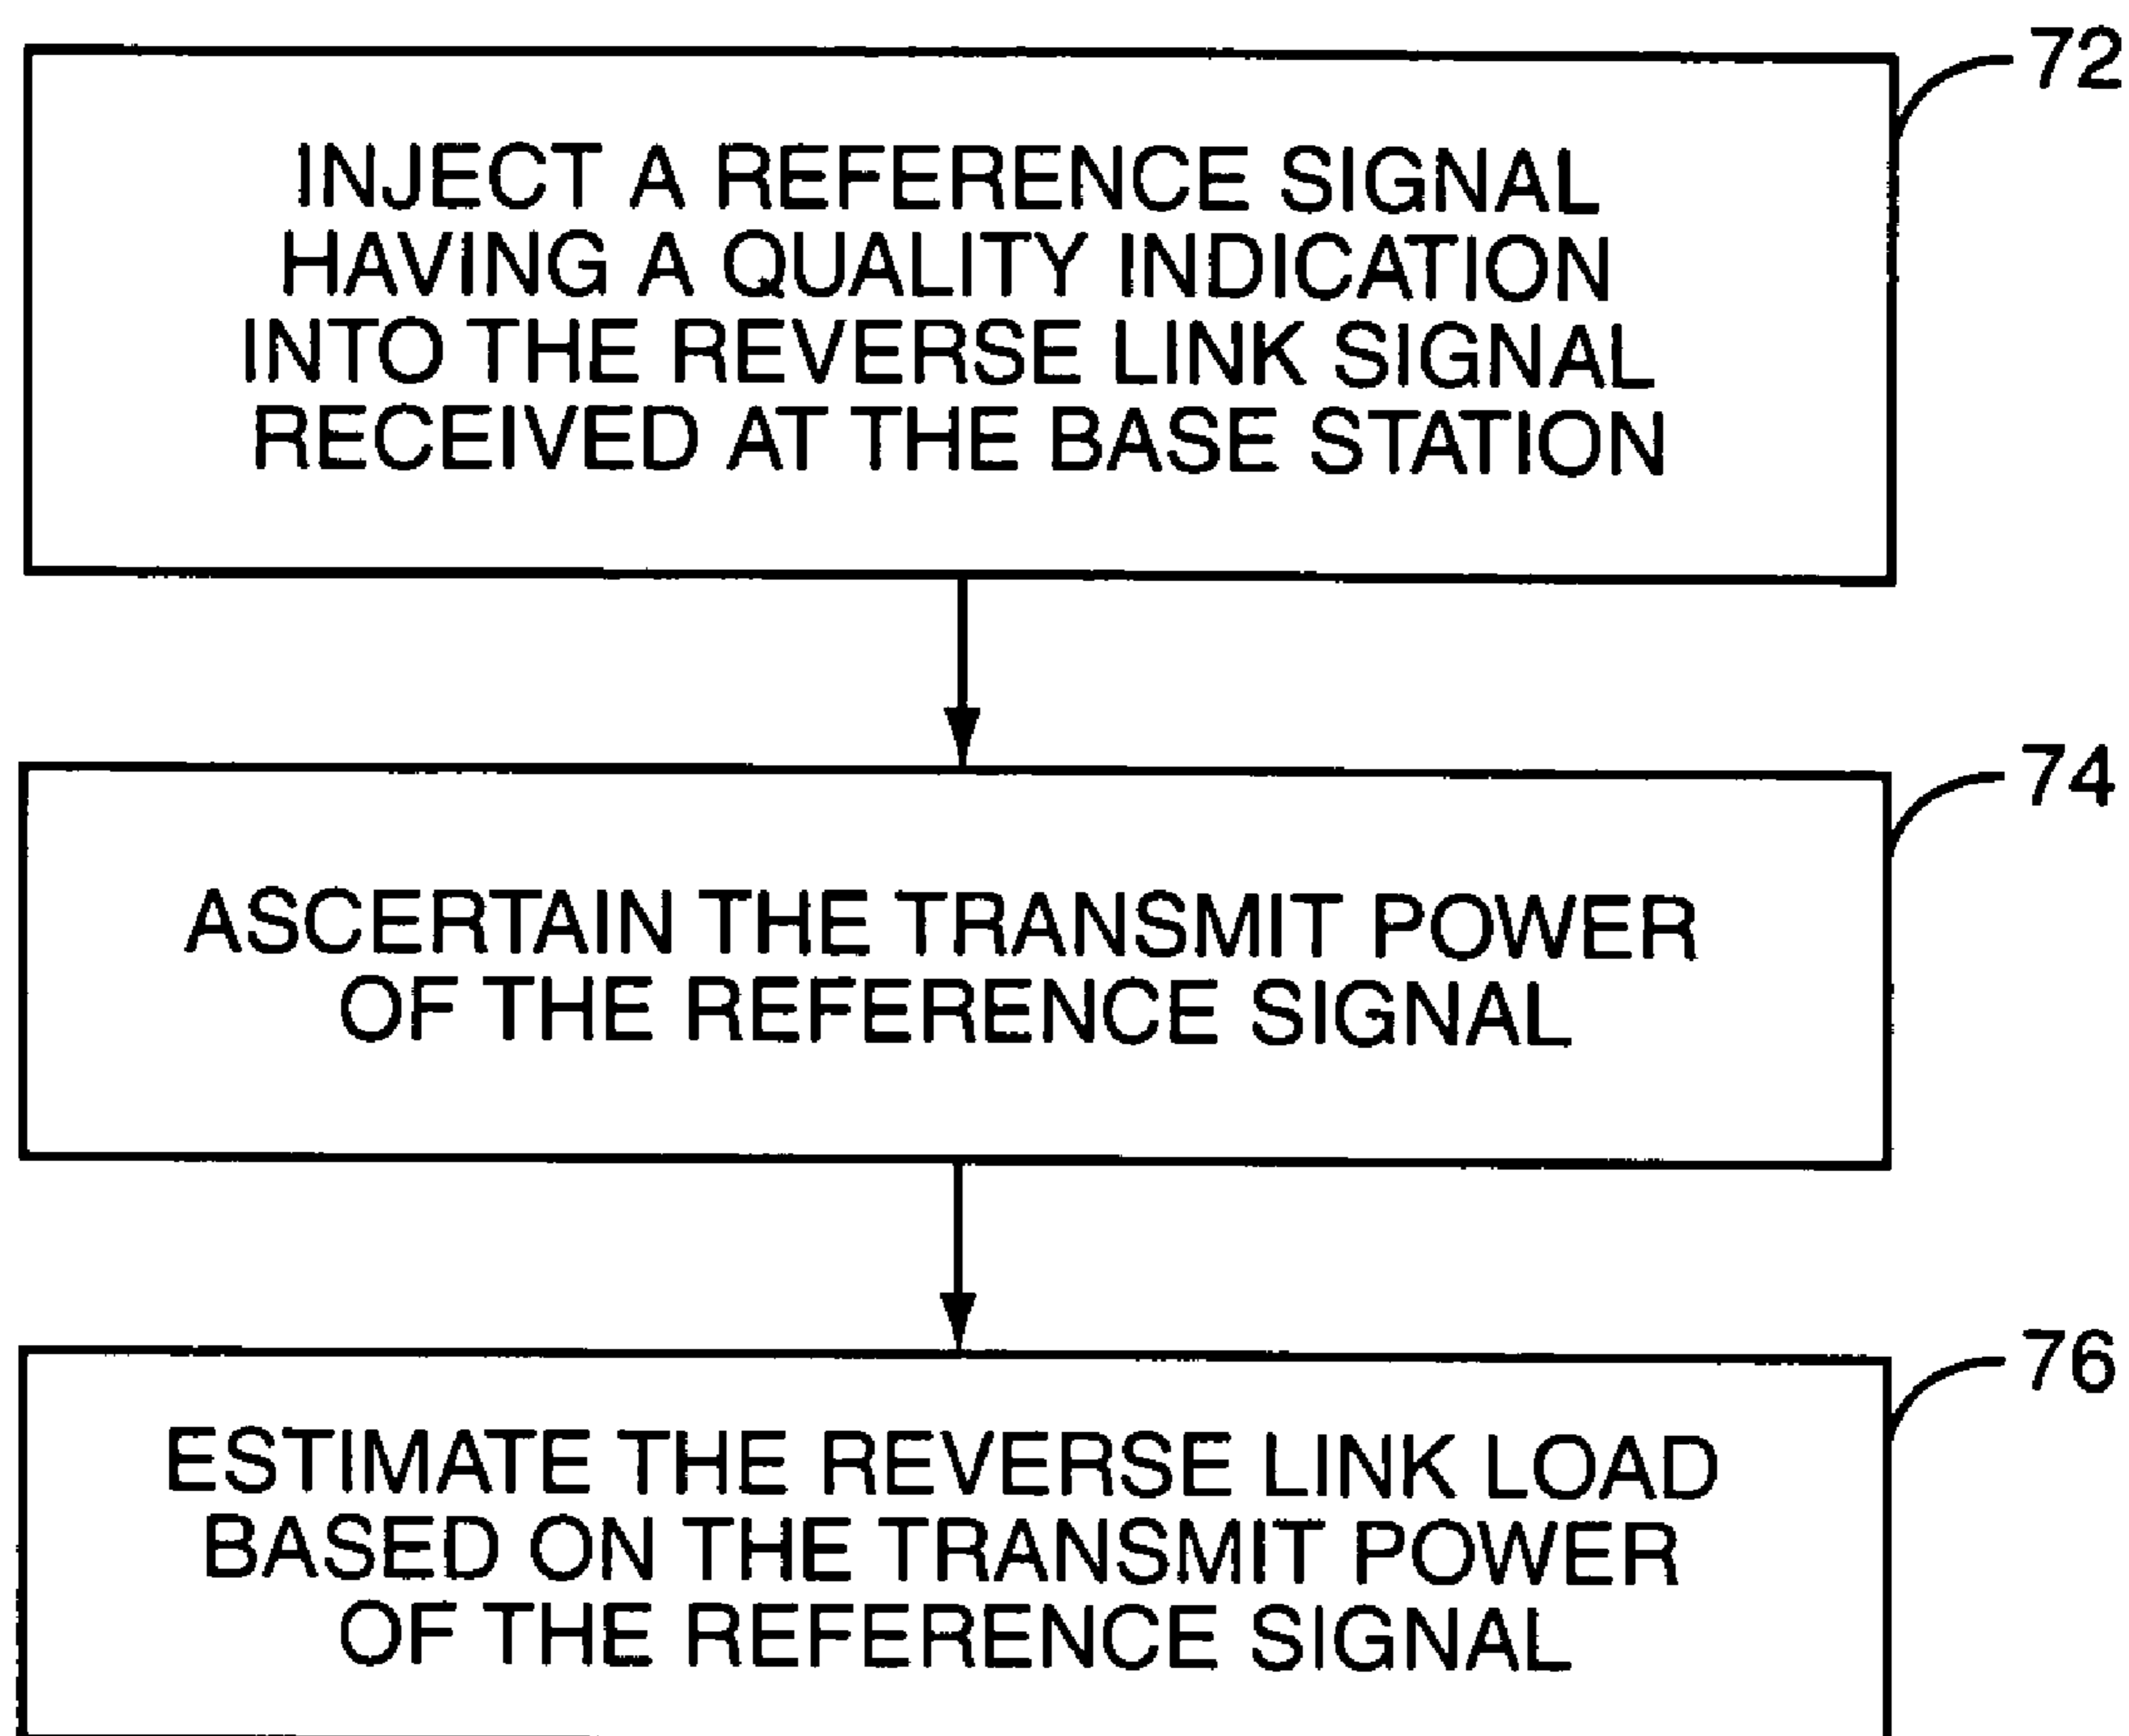 72
INJECT A REFERENCE SIGNAL
HAVING A QUALITY INDICATION
INTO THE REVERSE LINK SIGNAL
RECEIVED AT THE BASE STATION
74
ASCERTAIN THE TRANSMIT POWER
OF THE REFERENCE SIGNAL
76
ESTIMATE THE REVERSE LINK LOAD
BASED ON THE TRANSMIT POWER
OF THE REFERENCE SIGNAL